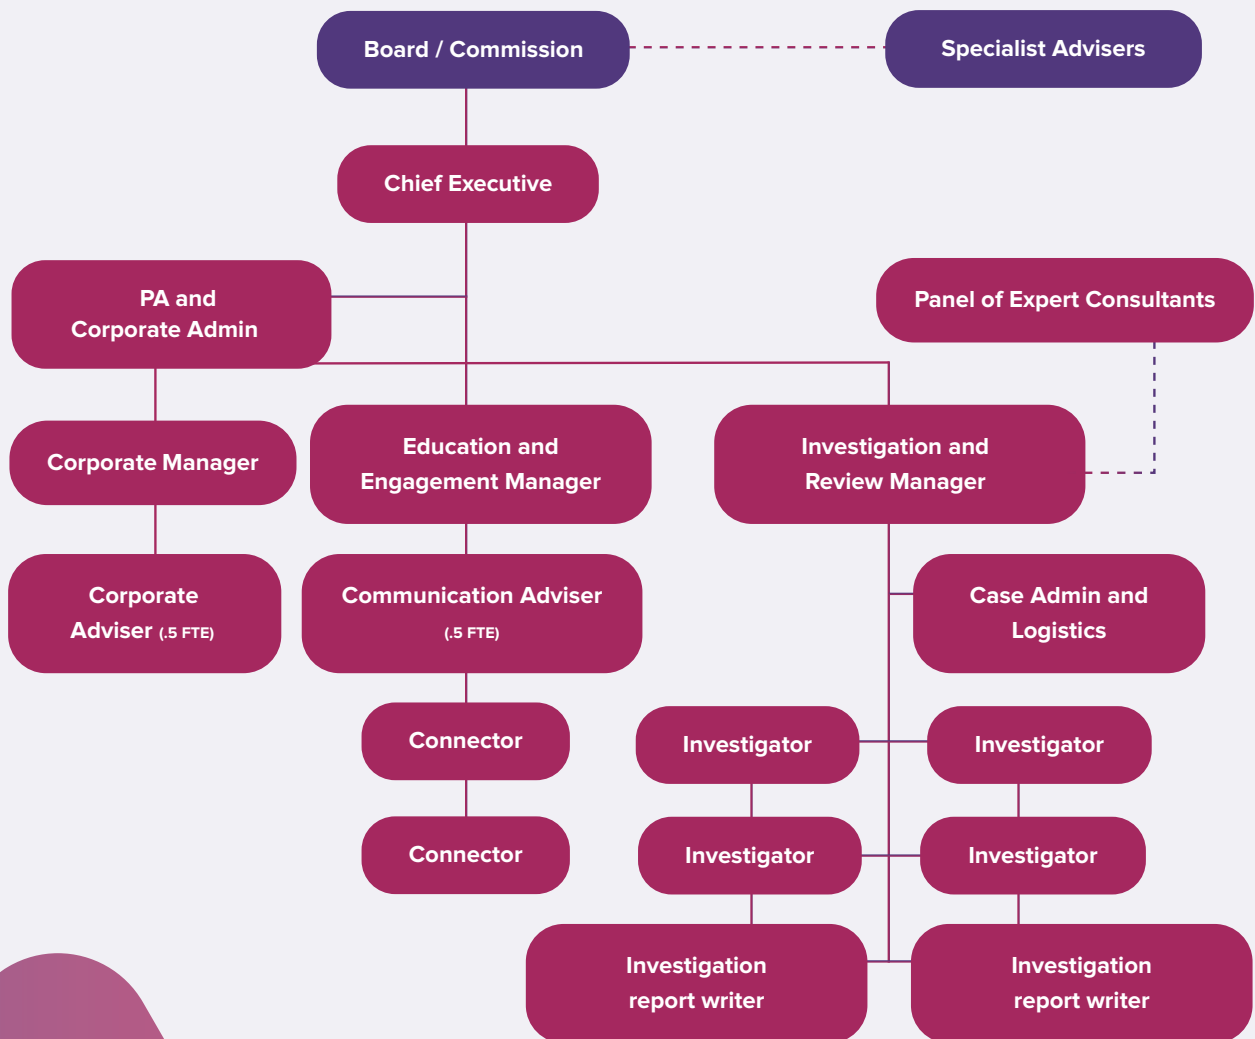 Board / Commission
Specialist Advisers
Chief Executive
PA and
Corporate Admin
Panel of Expert Consultants
Corporate Manager
Education and
Engagement Manager
Investigation and
Review Manager
Corporate
Adviser (.5 FTE)
Communication Adviser
(.5 FTE)
Case Admin and
Logistics
Connector
Investigator
Investigator
Connector
Investigator
Investigator
Investigation
report writer
Investigation
report writer